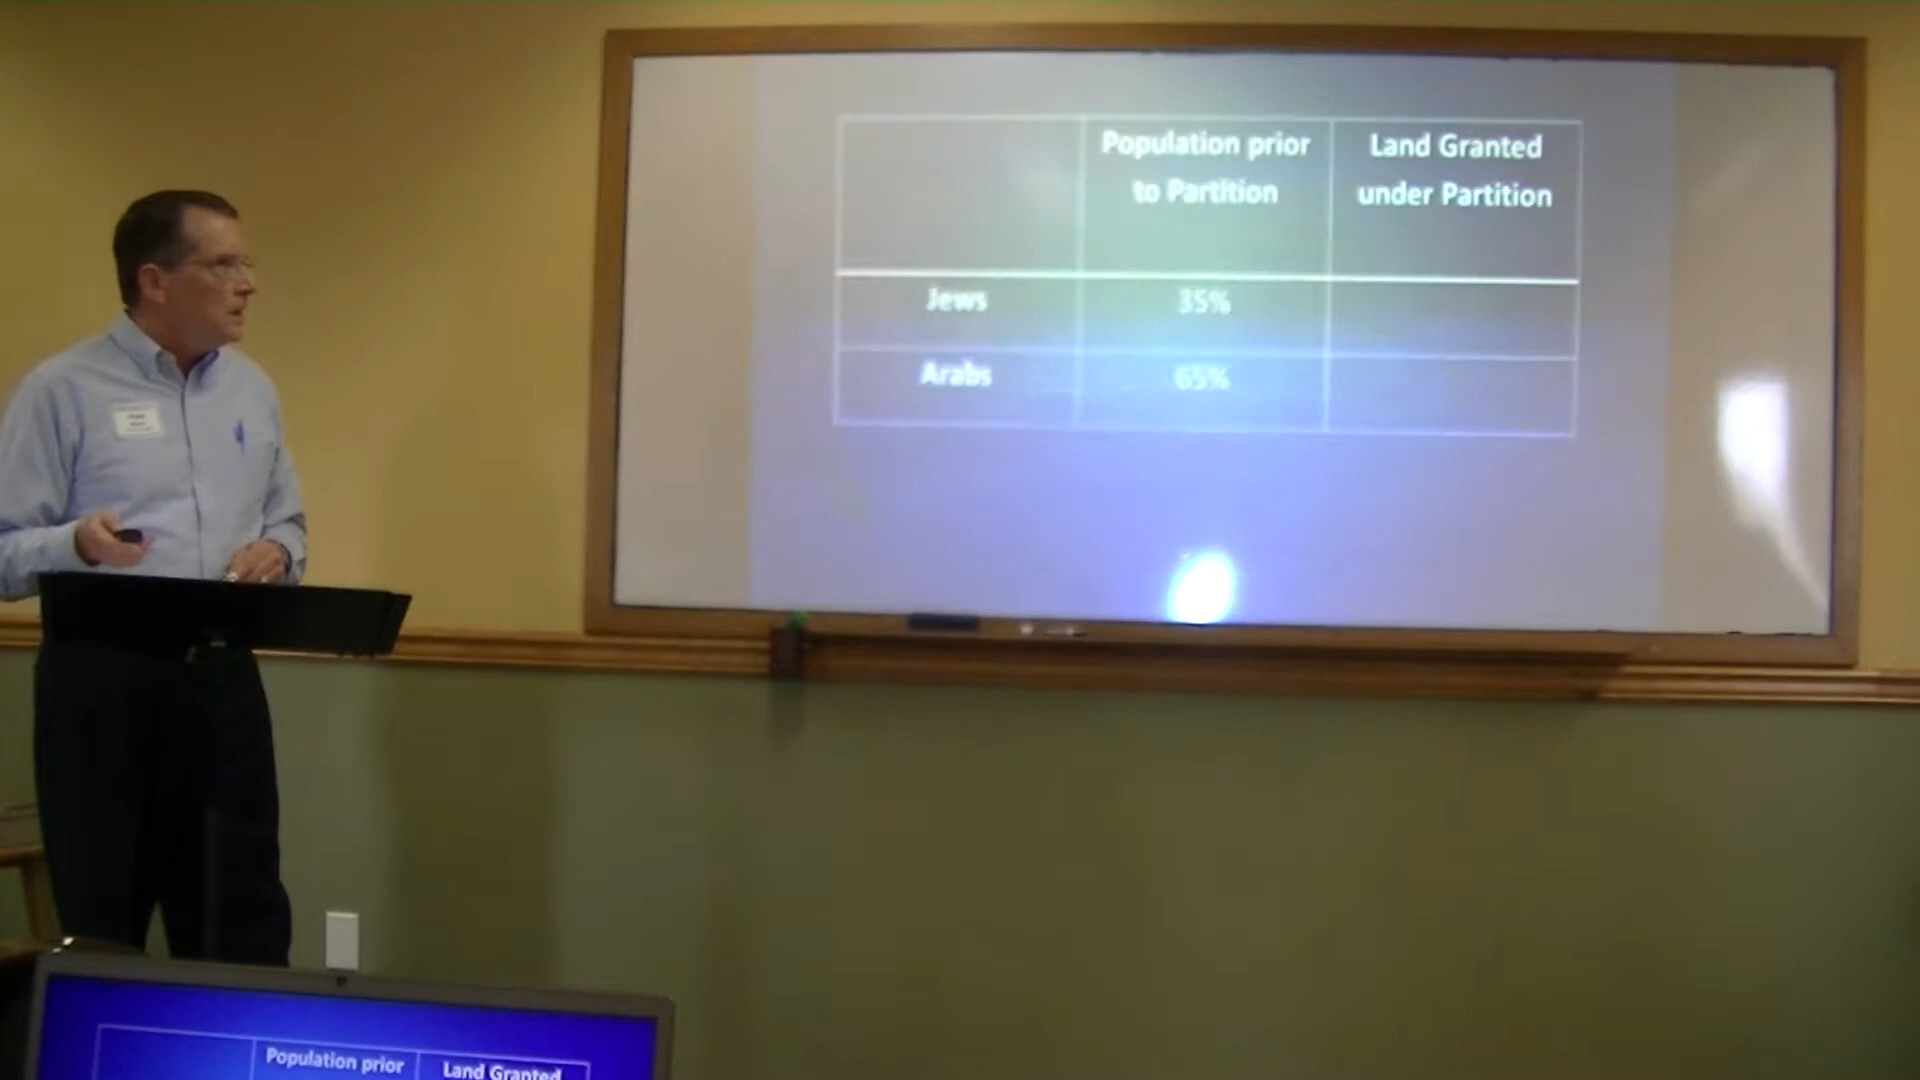 Population prior
to Partition
Land Granted
under Partition
Jews
35%
Arabs
65%
Population prior
Land Granted